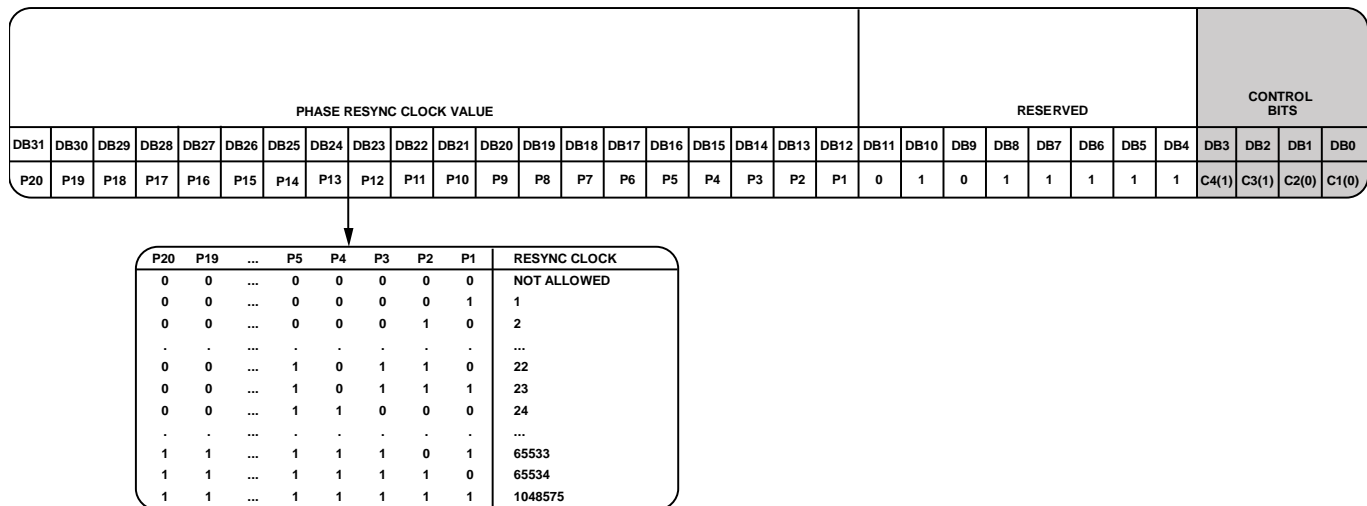 PHASE RESYNC CLOCK VALUE RESERVED CONTROL
BITS
DB31 DB30 DB29 DB28 DB27 DB26 DB25 DB24 DB23 DB22 DB21 DB20 DB19 DB18 DB17 DB16 DB15 DB14 DB13 DB12 DB11 DB10 DB9 DB8 DB7 DB6 DB5 DB4 DB3 DB2 DB1 DB0
P20 P19 P18 P17 P16 P15 P14 P13 P12 P11 P10 P9 P8 P7 P6 P5 P4 P3 P2 P1 0 1 0 1 1 1 1 1 C4(1) C3(1) C2(0) C1(0)
P20 P19 ... P5 P4 P3 P2 P1 RESYNC CLOCK
0 0 ... 0 0 0 0 0 NOT ALLOWED
0 0 ... 0 0 0 0 1 1
0 0 ... 0 0 0 1 0 2
. . ... . . . . . ...
0 0 ... 1 0 1 1 0 22
0 0 ... 1 0 1 1 1 23
0 0 ... 1 1 0 0 0 24
. . ... . . . . . ...
1 1 ... 1 1 1 0 1 65533
1 1 ... 1 1 1 1 0 65534
1 1 ... 1 1 1 1 1 1048575